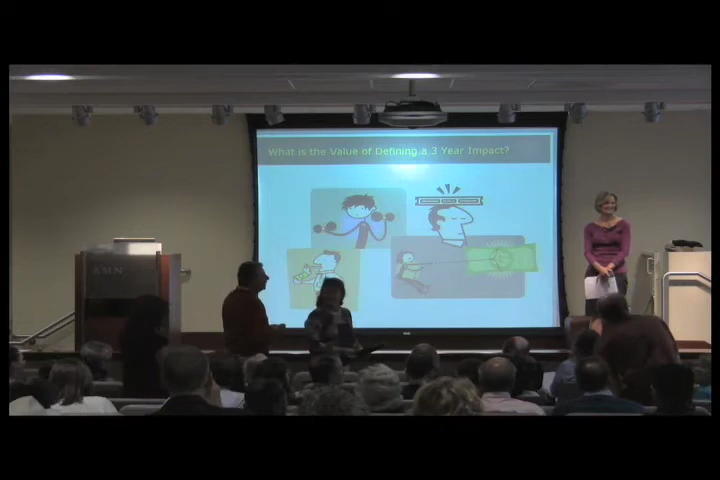 What is the Value of Defining a 3 Year Impact?